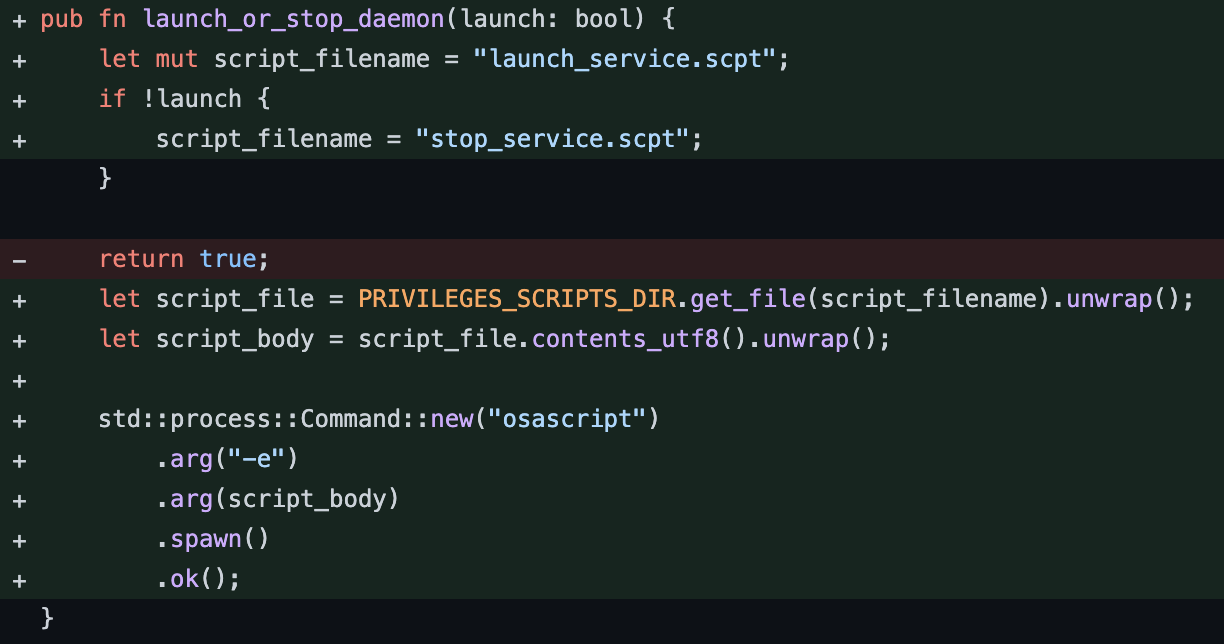 + pub fn launch_or_stop_daemon(launch: bool) {
+     let mut script_filename = "launch_service.scpt";
+     if !launch {
+         script_filename = "stop_service.scpt";
      }
-     return true;
+     let script_file = PRIVILEGES_SCRIPTS_DIR.get_file(script_filename).unwrap();
+     let script_body = script_file.contents_utf8().unwrap();
+
+     std::process::Command::new("osascript")
+         .arg("-e")
+         .arg(script_body)
+         .spawn()
+         .ok();
  }